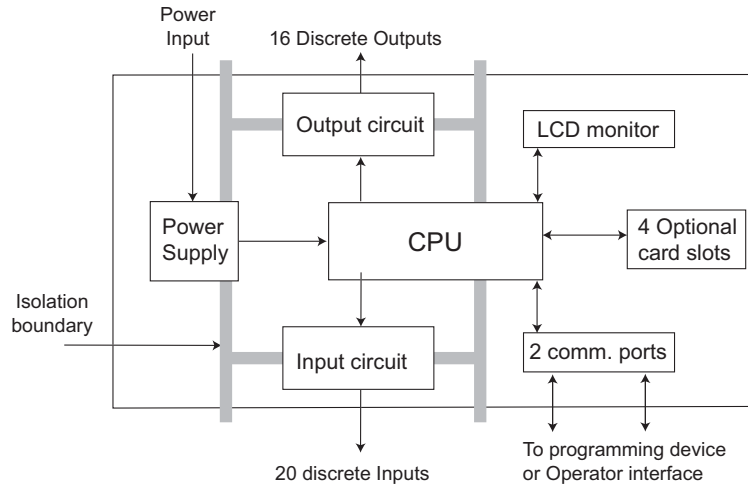 Power
Input
16 Discrete Outputs
Output circuit
LCD monitor
Power
Supply
CPU
4 Optional
card slots
Isolation
boundary
Input circuit
2 comm. ports
20 discrete Inputs
To programming device
or Operator interface